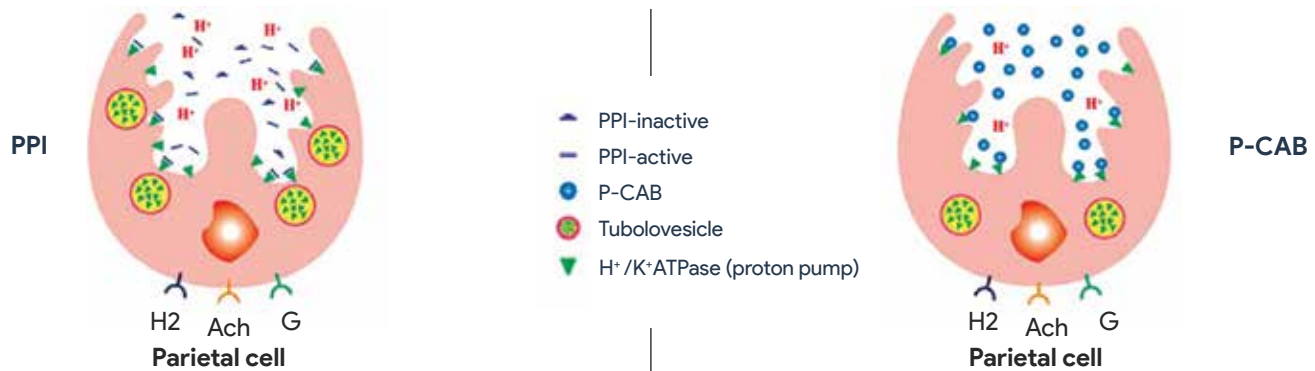 PPI
H⁺
H⁺
H⁺
H⁺
H⁺
H⁺
H2
Ach
G
Parietal cell
PPI-inactive
PPI-active
P-CAB
Tubolovesicle
H⁺/K⁺ATPase (proton pump)
H⁺
H⁺
H⁺
P-CAB
H2
Ach
G
Parietal cell